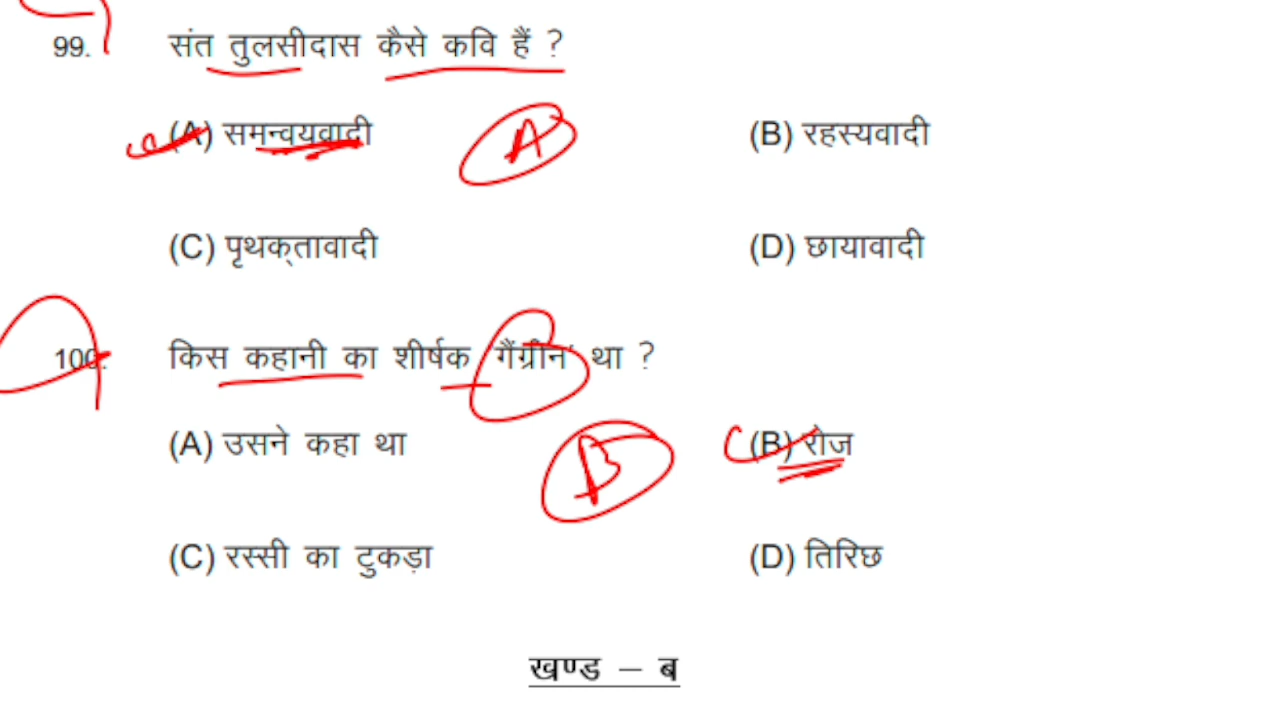 99. संत तुलसीदास कैसे कवि हैं ?
(A) समन्वयवादी A (B) रहस्यवादी
(C) पृथक्तावादी (D) छायावादी
100. किस कहानी का शीर्षक 'गैंग्रीन' था ?
(A) उसने कहा था B (B) रोज
(C) रस्सी का टुकड़ा (D) तिरिछ
खण्ड – ब